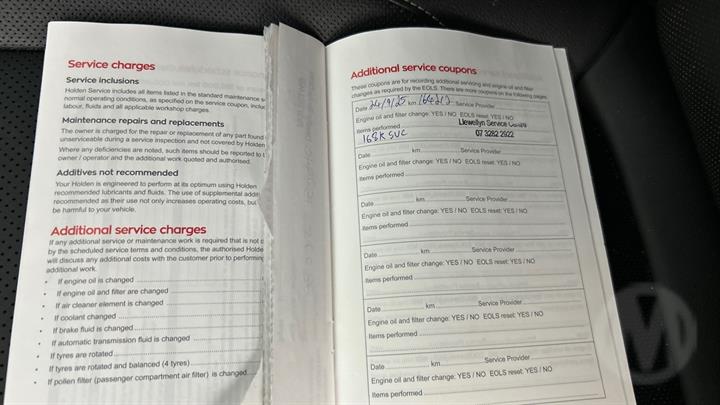 Service charges
Service inclusions
Holden Service includes all items listed in the standard maintenance
normal operating conditions, as specified on the service coupon,
labour, fluids and all applicable workshop charges.
Maintenance repairs and replacements
The owner is charged for the repair or replacement of any part found
unserviceable during a service inspection and not covered by Holden
Where any deficiencies are noted, such items should be reported to
owner / operator and the additional work quoted and authorised.
Additives not recommended
Your Holden is engineered to perform at its optimum using Holden
recommended lubricants and fluids. The use of supplemental
recommended as their use not only increases operating costs, but
be harmful to your vehicle.
Additional service charges
If any additional service or maintenance work is required that is not
by the scheduled service terms and conditions, the authorised
will discuss any additional costs with the customer prior to performing
additional work.
• If engine oil is changed
• If engine oil and filter are changed
• If air cleaner element is changed
• If coolant changed
• If brake fluid is changed
• If automatic transmission fluid is changed
• If tyres are rotated
• If tyres are rotated and balanced (4 tyres)
• If pollen filter (passenger compartment air filter) is changed
Additional service coupons
These coupons are for recording additional servicing and engine oil and filter
changes as required by the EOLS. There are more coupons on the following pages.
Date 24/9/25 km Service Provider
Engine oil and filter change: YES / NO EOLS reset: YES / NO
Items performed Llewellyn Service Centre
168K SVC 07 3282 2922
Date km Service Provider
Engine oil and filter change: YES / NO EOLS reset: YES / NO
Items performed
Date km Service Provider
Engine oil and filter change: YES / NO EOLS reset: YES / NO
Items performed
Date km Service Provider
Engine oil and filter change: YES / NO EOLS reset: YES / NO
Items performed
Date km Service Provider
Engine oil and filter change: YES / NO EOLS reset: YES / NO
Items performed
Date km Service Provider
Engine oil and filter change: YES / NO EOLS reset: YES / NO
Items performed